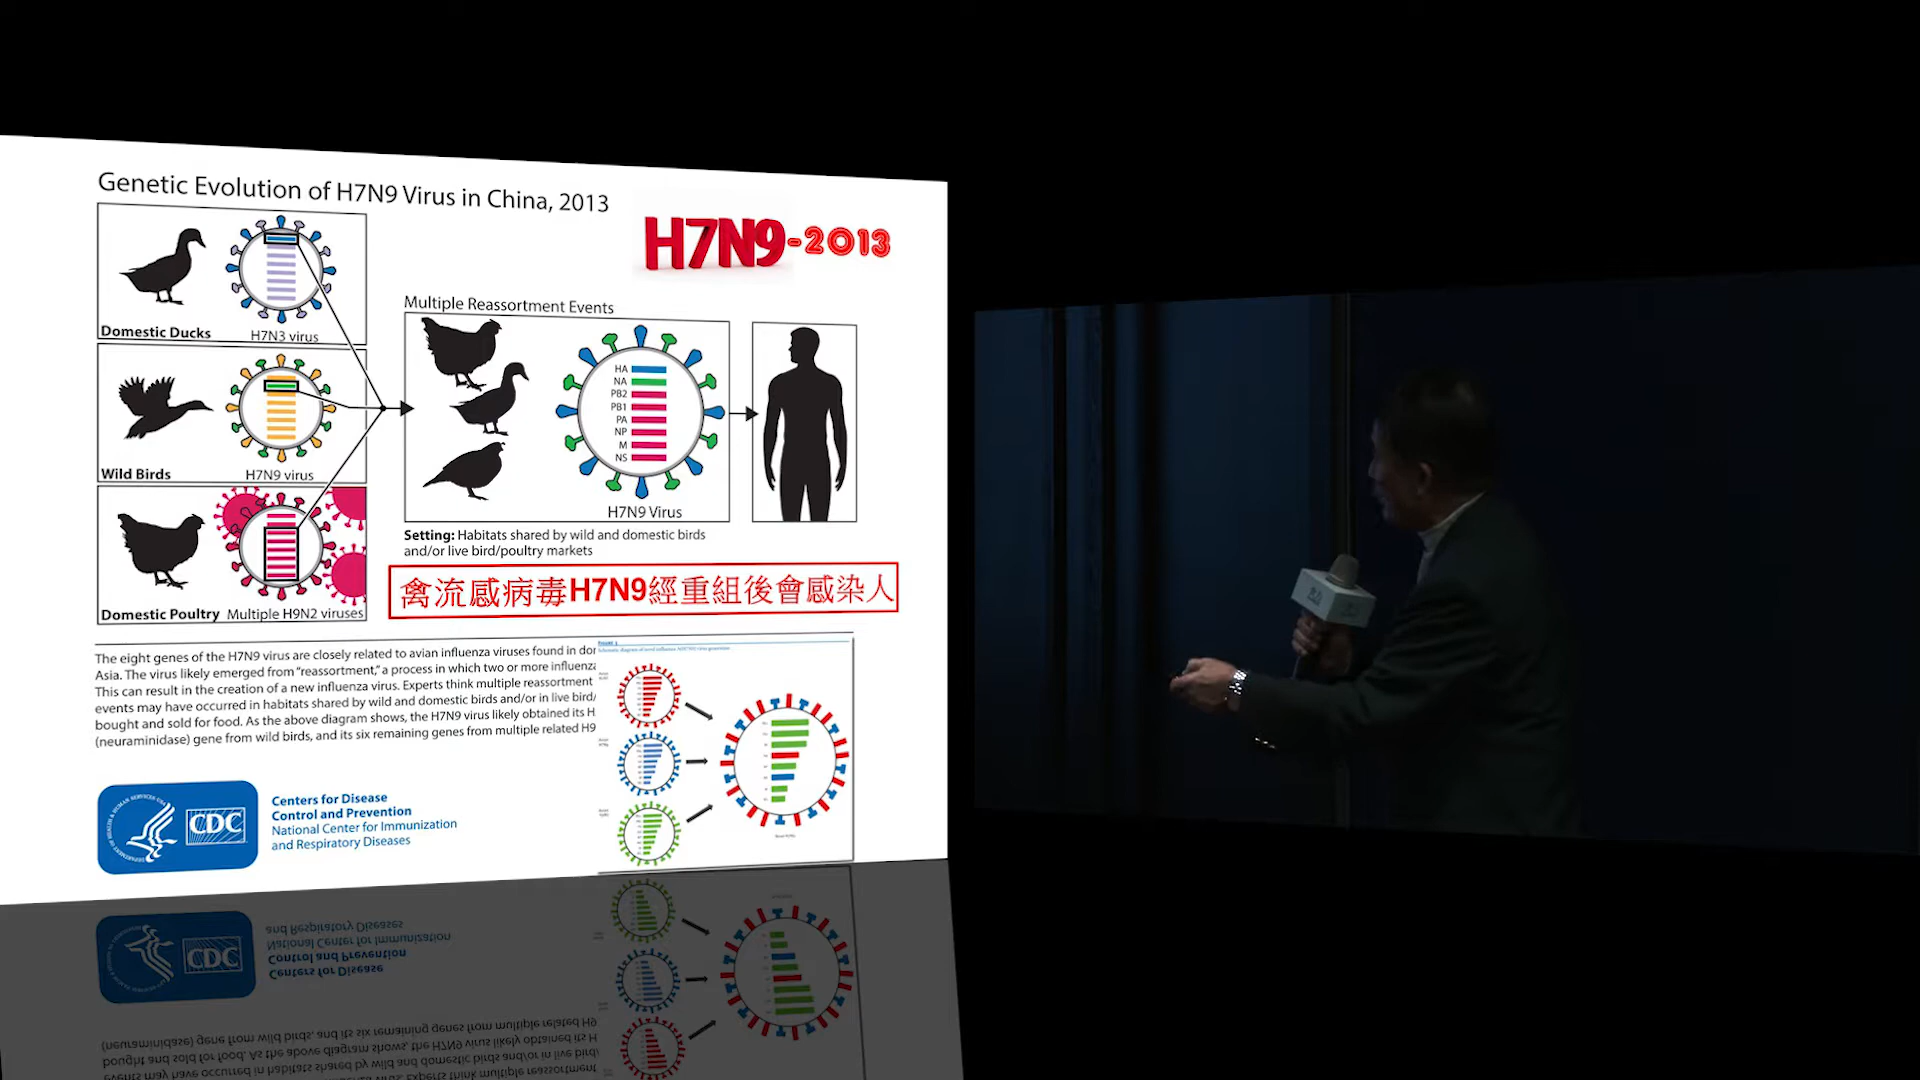 Genetic Evolution of H7N9 Virus in China, 2013
H7N9-2013
Domestic Ducks
H7N3 virus
Wild Birds
H7N9 virus
Domestic Poultry
Multiple H9N2 viruses
Multiple Reassortment Events
HA
NA
PB2
PB1
PA
NP
M
NS
H7N9 Virus
Setting: Habitats shared by wild and domestic birds
and/or live bird/poultry markets
禽流感病毒H7N9經重組後會感染人
The eight genes of the H7N9 virus are closely related to avian influenza viruses found in
Asia. The virus likely emerged from "reassortment," a process in which two or more
This can result in the creation of a new influenza virus. Experts think multiple reassortment
events may have occurred in habitats shared by wild and domestic birds and/or in live bird/
bought and sold for food. As the above diagram shows, the H7N9 virus likely obtained its H
(neuraminidase) gene from wild birds, and its six remaining genes from multiple related H9
CDC
Centers for Disease
Control and Prevention
National Center for Immunization
and Respiratory Diseases